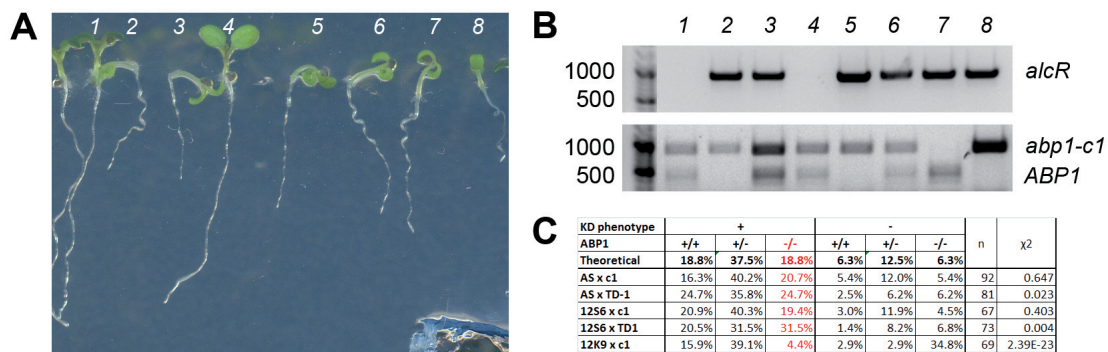 A
1 2 3 4 5 6 7 8
B
1 2 3 4 5 6 7 8
1000
500
alcR
1000
500
abp1-c1
ABP1
C
KD phenotype + - n χ2
ABP1 +/+ +/- -/- +/+ +/- -/-
Theoretical 18.8% 37.5% 18.8% 6.3% 12.5% 6.3%
AS x c1 16.3% 40.2% 20.7% 5.4% 12.0% 5.4% 92 0.647
AS x TD-1 24.7% 35.8% 24.7% 2.5% 6.2% 6.2% 81 0.023
12S6 x c1 20.9% 40.3% 19.4% 3.0% 11.9% 4.5% 67 0.403
12S6 x TD1 20.5% 31.5% 31.5% 1.4% 8.2% 6.8% 73 0.004
12K9 x c1 15.9% 39.1% 4.4% 2.9% 2.9% 34.8% 69 2.39E-23